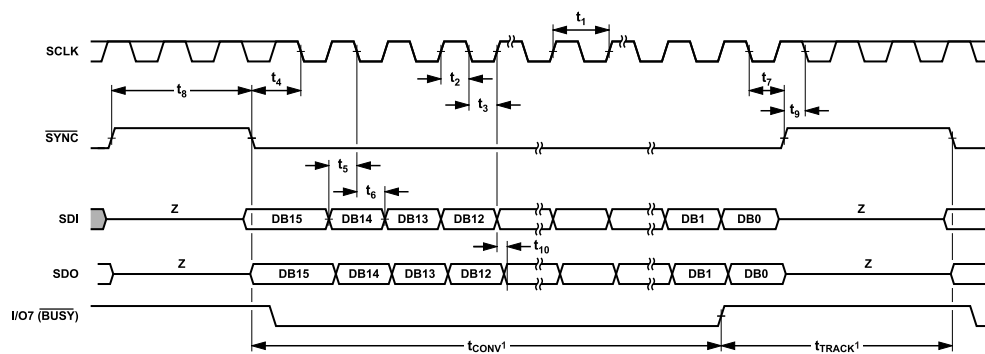 t1
SCLK
t2
t7
t8
t4
t3
t9
SYNC
t5
t6
SDI
Z
DB15
DB14
DB13
DB12
DB1
DB0
Z
t10
SDO
Z
DB15
DB14
DB13
DB12
DB1
DB0
Z
I/O7 (BUSY)
tCONV1
tTRACK1